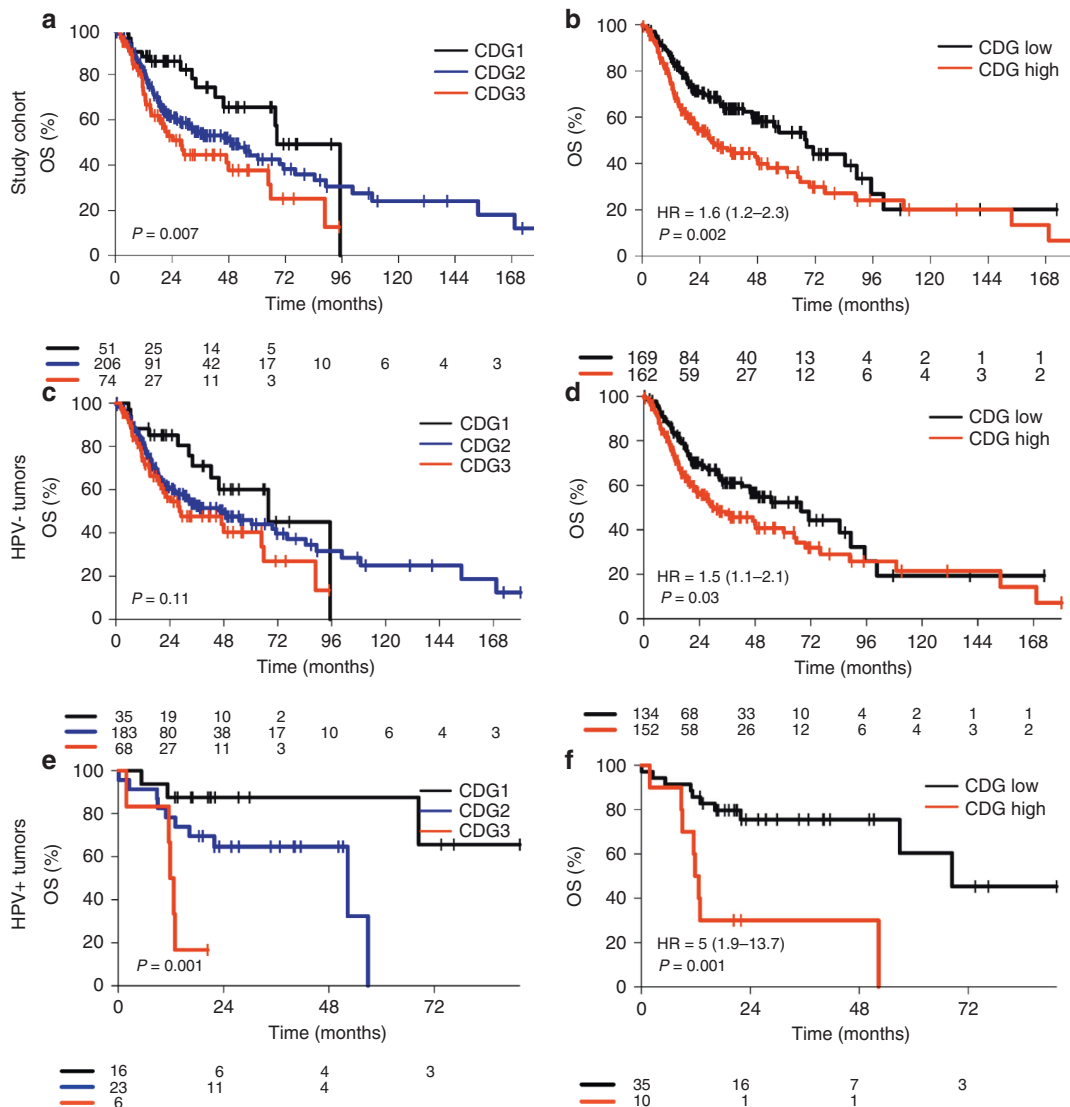 a
Study cohort
OS (%)
100
80
60
40
20
0
CDG1
CDG2
CDG3
P = 0.007
0 24 48 72 96 120 144 168
Time (months)
51 25 14 5
206 91 42 17 10 6 4 3
74 27 11 3
b
OS (%)
100
80
60
40
20
0
CDG low
CDG high
HR = 1.6 (1.2–2.3)
P = 0.002
0 24 48 72 96 120 144 168
Time (months)
169 84 40 13 4 2 1 1
162 59 27 12 6 4 3 2
c
HPV- tumors
OS (%)
100
80
60
40
20
0
CDG1
CDG2
CDG3
P = 0.11
0 24 48 72 96 120 144 168
Time (months)
35 19 10 2
183 80 38 17 10 6 4 3
68 27 11 3
d
OS (%)
100
80
60
40
20
0
CDG low
CDG high
HR = 1.5 (1.1–2.1)
P = 0.03
0 24 48 72 96 120 144 168
Time (months)
134 68 33 10 4 2 1 1
152 58 26 12 6 4 3 2
e
HPV+ tumors
OS (%)
100
80
60
40
20
0
CDG1
CDG2
CDG3
P = 0.001
0 24 48 72
Time (months)
16 6 4 3
23 11 4
6
f
OS (%)
100
80
60
40
20
0
CDG low
CDG high
HR = 5 (1.9–13.7)
P = 0.001
0 24 48 72
Time (months)
35 16 7 3
10 1 1